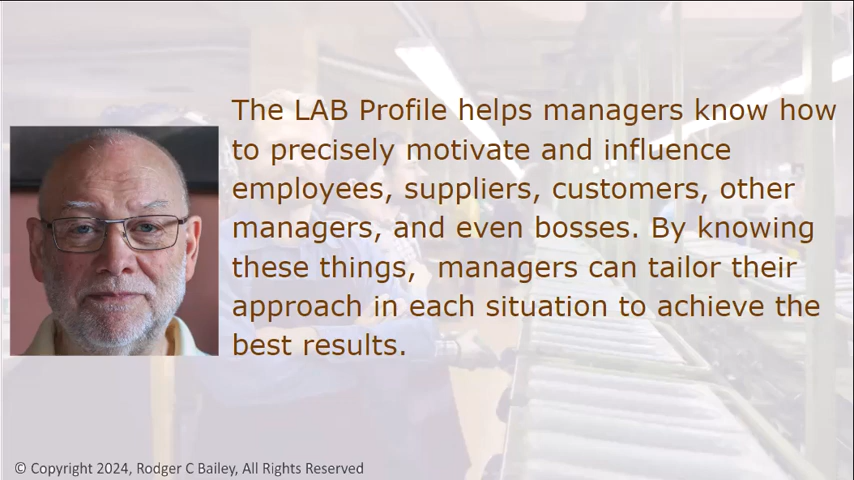 The LAB Profile helps managers know how
to precisely motivate and influence
employees, suppliers, customers, other
managers, and even bosses. By knowing
these things,  managers can tailor their
approach in each situation to achieve the
best results.
© Copyright 2024, Rodger C Bailey, All Rights Reserved